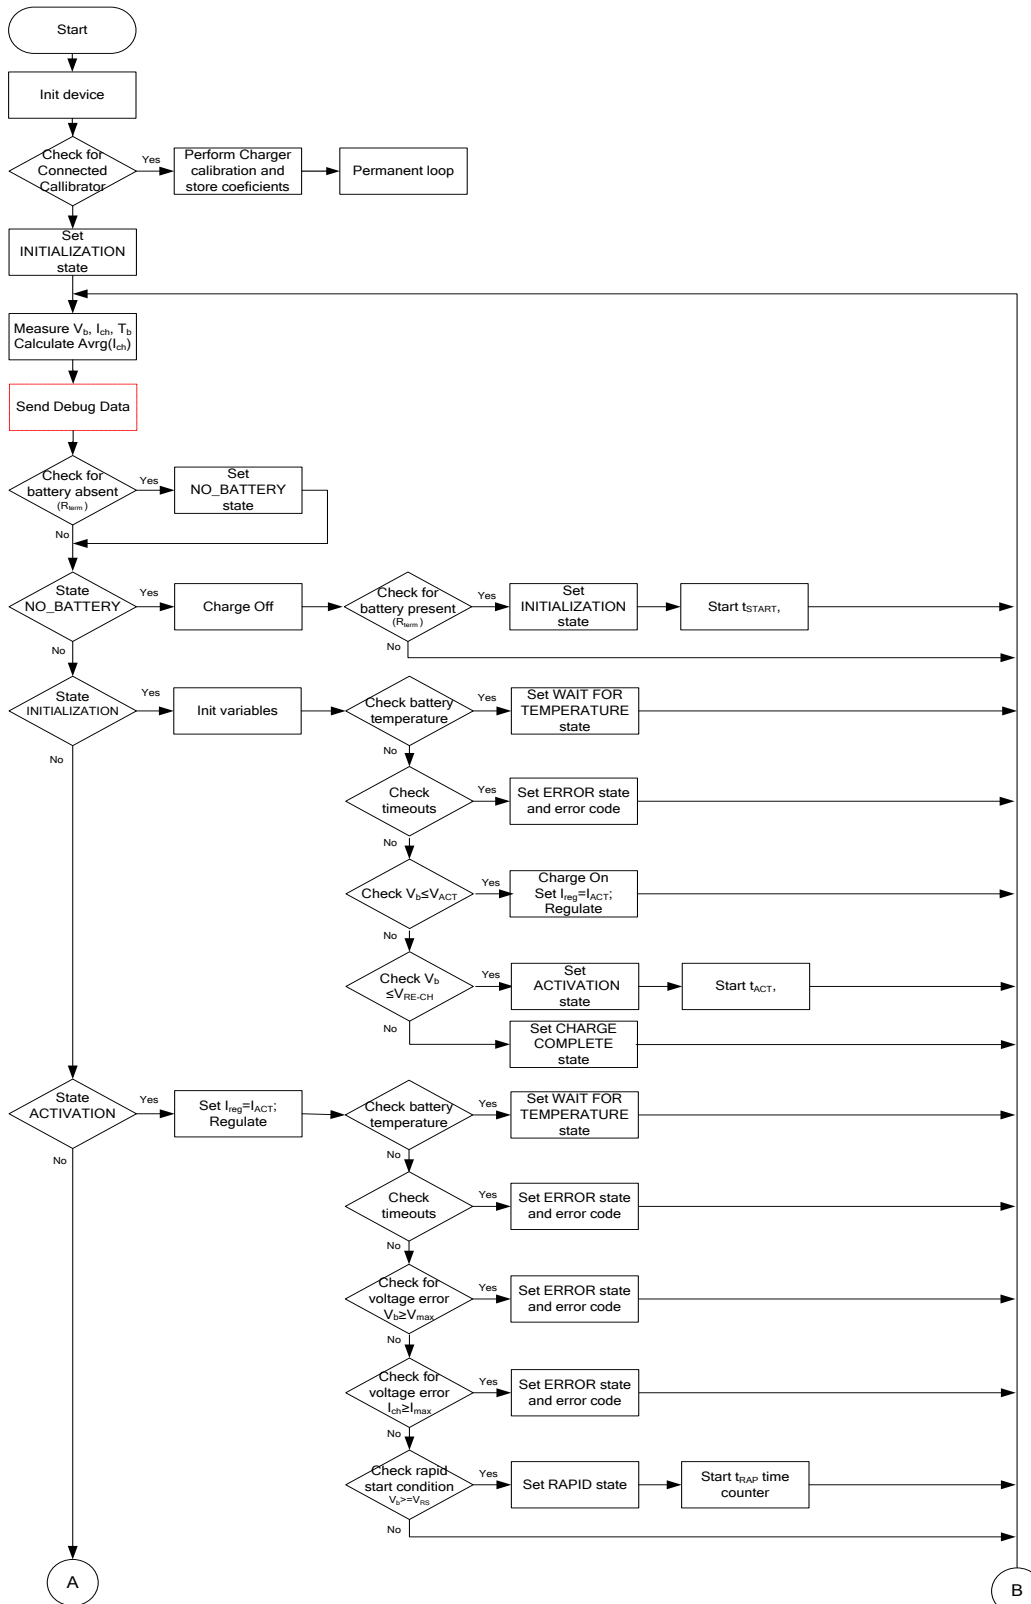 Start
Init device
Check for
Connected
Callibrator
Yes
Perform Charger
calibration and
store coeficients
Permanent loop
Set
INITIALIZATION
state
Measure Vb, Ich, Tb
Calculate Avrg(Ich)
Send Debug Data
Check for
battery absent
(Rterm)
Yes
Set
NO_BATTERY
state
No
State
NO_BATTERY
Yes
Charge Off
Check for
battery present
(Rterm)
Yes
Set
INITIALIZATION
state
Start tSTART,
No
No
State
INITIALIZATION
Yes
Init variables
Check battery
temperature
Yes
Set WAIT FOR
TEMPERATURE
state
No
No
Check
timeouts
Yes
Set ERROR state
and error code
No
Check Vb≤VACT
Yes
Charge On
Set Ireg=IACT;
Regulate
No
Check Vb
≤VRE-CH
Yes
Set
ACTIVATION
state
Start tACT,
No
Set CHARGE
COMPLETE
state
State
ACTIVATION
Yes
Set Ireg=IACT;
Regulate
Check battery
temperature
Yes
Set WAIT FOR
TEMPERATURE
state
No
No
Check
timeouts
Yes
Set ERROR state
and error code
No
Check for
voltage error
Vb≥Vmax
Yes
Set ERROR state
and error code
No
Check for
voltage error
Ich≥Imax
Yes
Set ERROR state
and error code
No
Check rapid
start condition
Vb>=VRS
Yes
Set RAPID state
Start tRAP time
counter
No
A
B